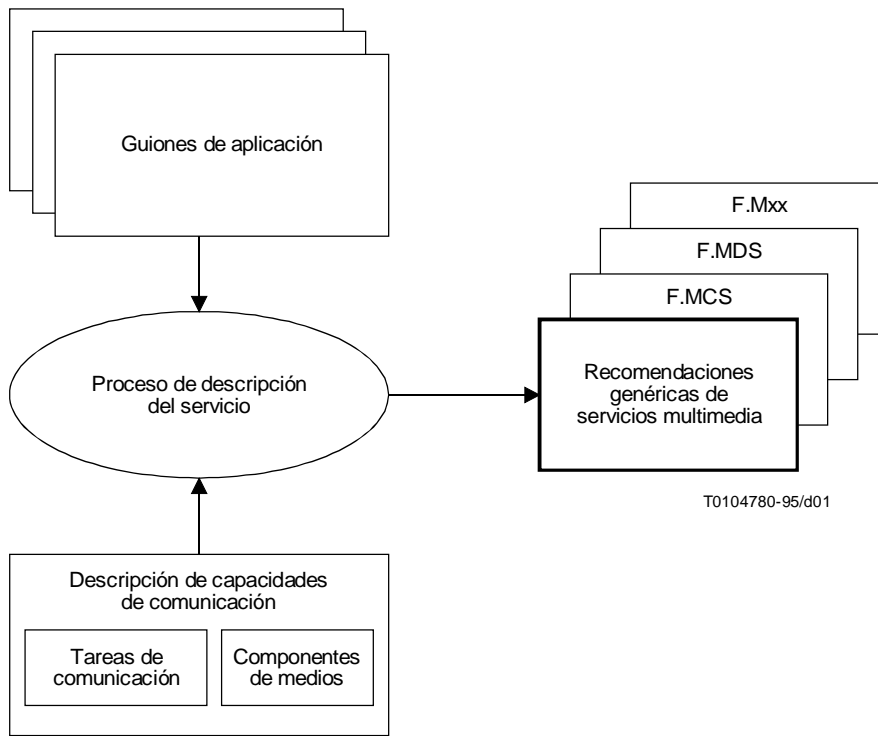 Guiones de aplicación
F.Mxx
F.MDS
F.MCS
Proceso de descripción
del servicio
Recomendaciones
genéricas de
servicios multimedia
T0104780-95/d01
Descripción de capacidades
de comunicación
Tareas de
comunicación
Componentes
de medios